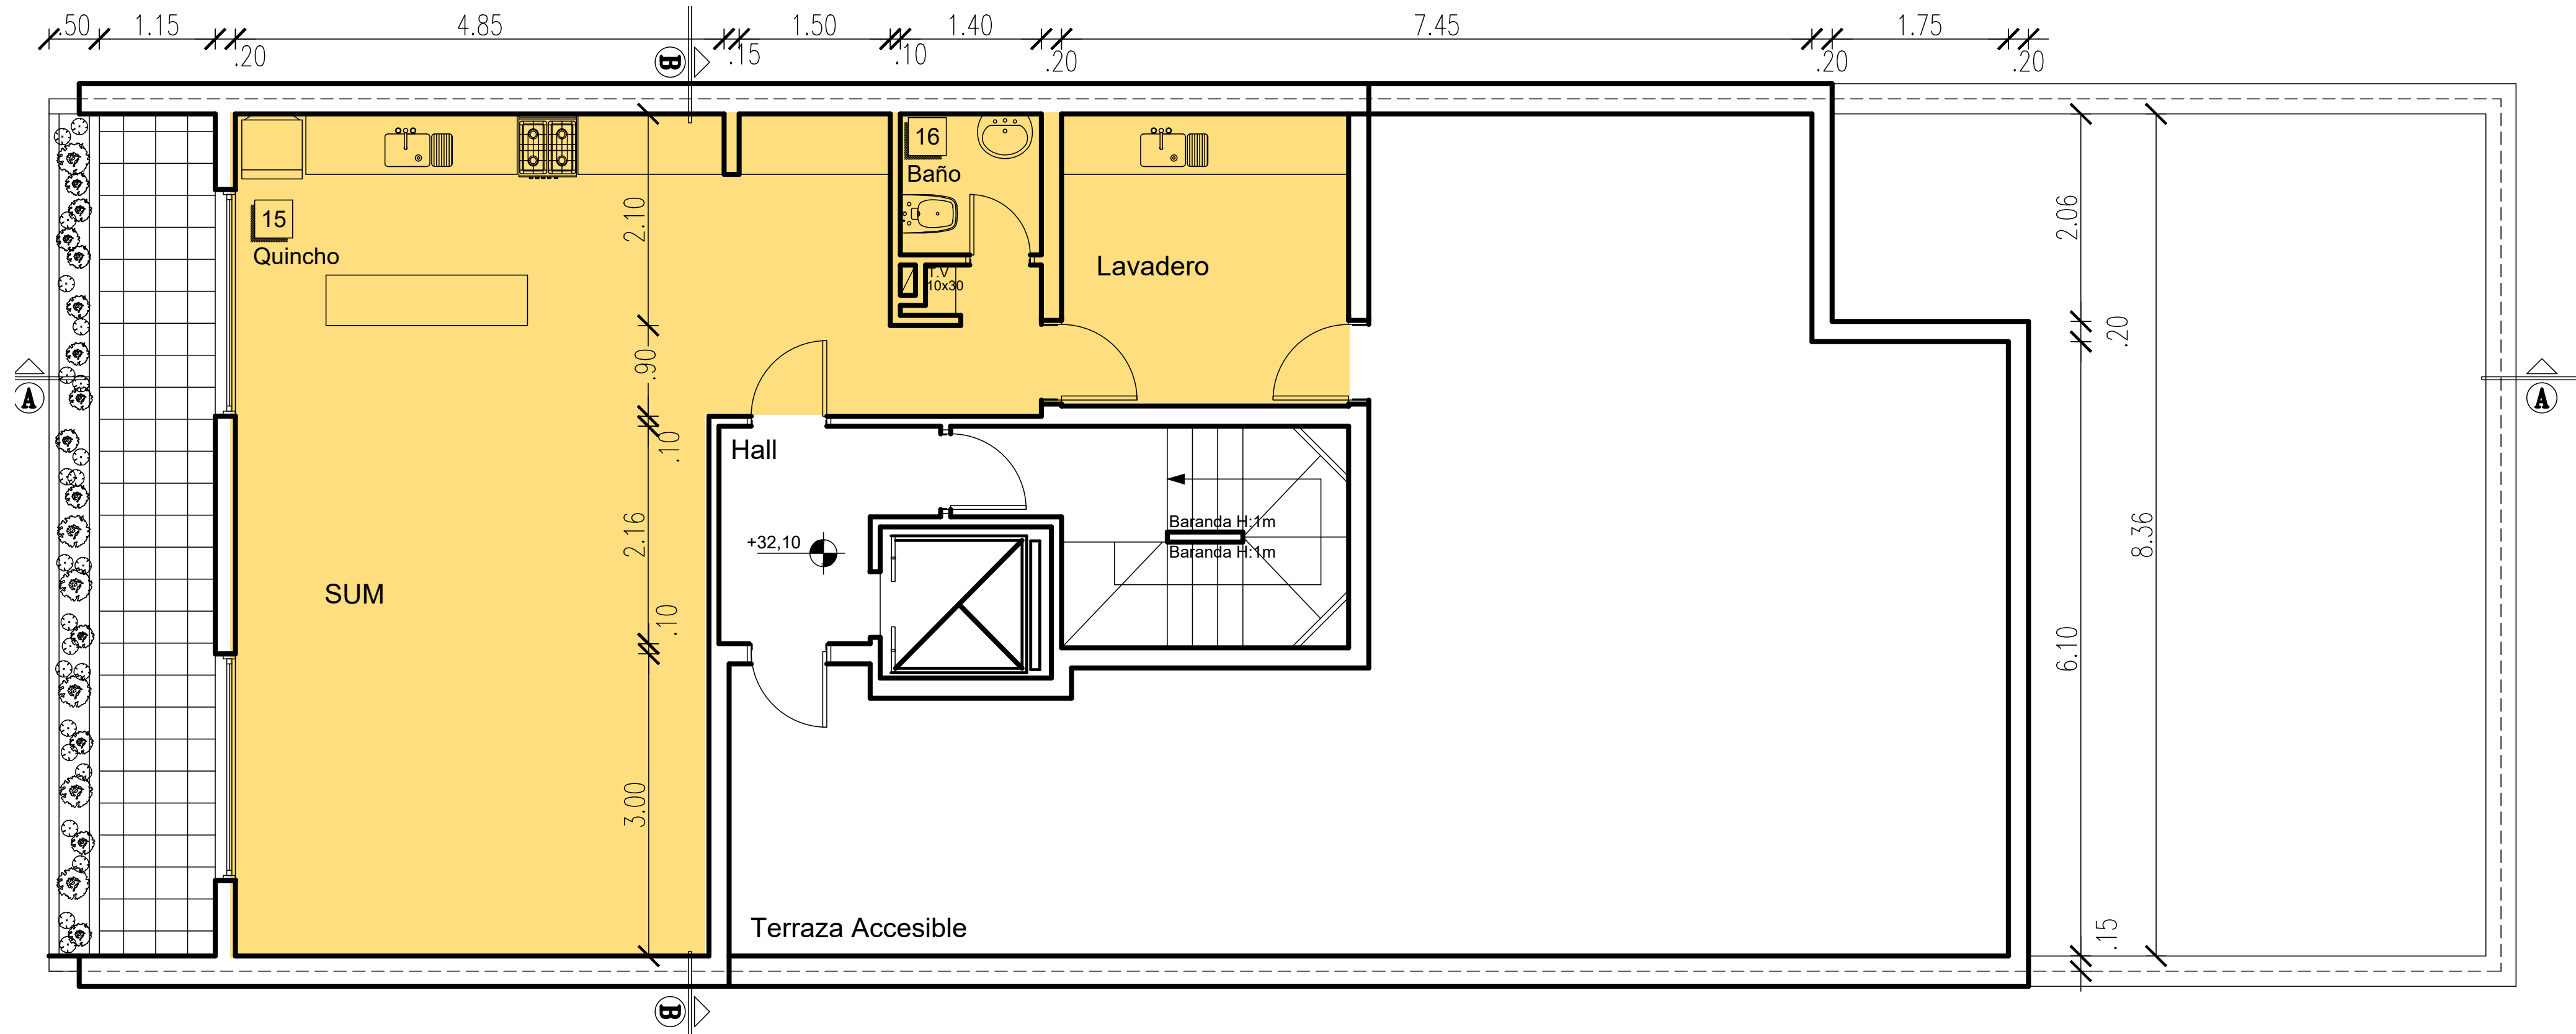 .50
1.15
.20
4.85
.15
1.50
.10
1.40
.20
7.45
.20
1.75
.20
B
16
Baño
15
Quincho
2.10
T.V
10x30
Lavadero
2.06
.20
A
.90
A
.10
Hall
2.16
+32,10
Baranda H:1m
Baranda H:1m
8.36
SUM
.10
6.10
3.00
Terraza Accesible
.15
B